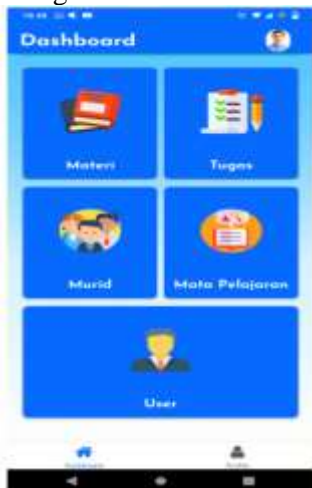 Dashboard
Materi
Tugas
Murid
Mata Pelajaran
User